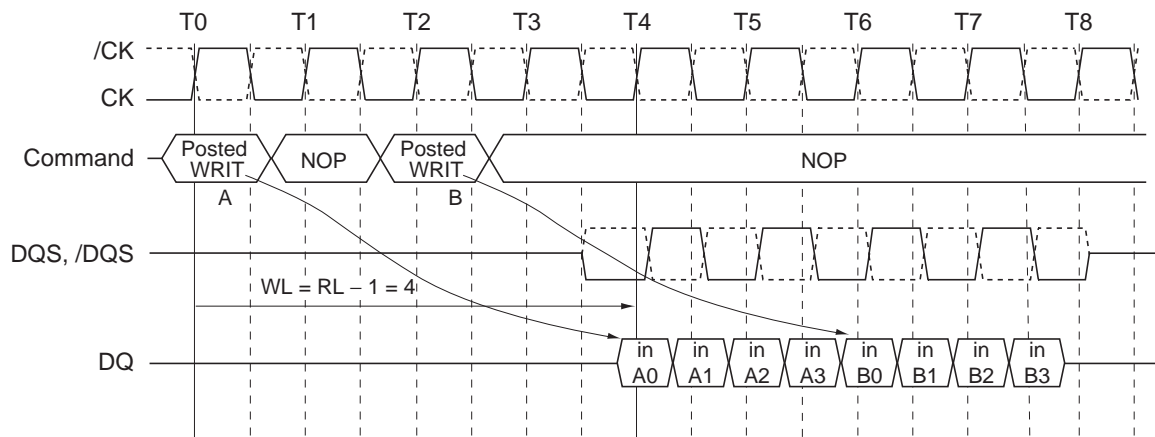 T0 T1 T2 T3 T4 T5 T6 T7 T8
/CK
CK
Command
Posted
WRIT
A
NOP
Posted
WRIT
B
NOP
DQS, /DQS
WL = RL − 1 = 4
DQ
in
A0
in
A1
in
A2
in
A3
in
B0
in
B1
in
B2
in
B3